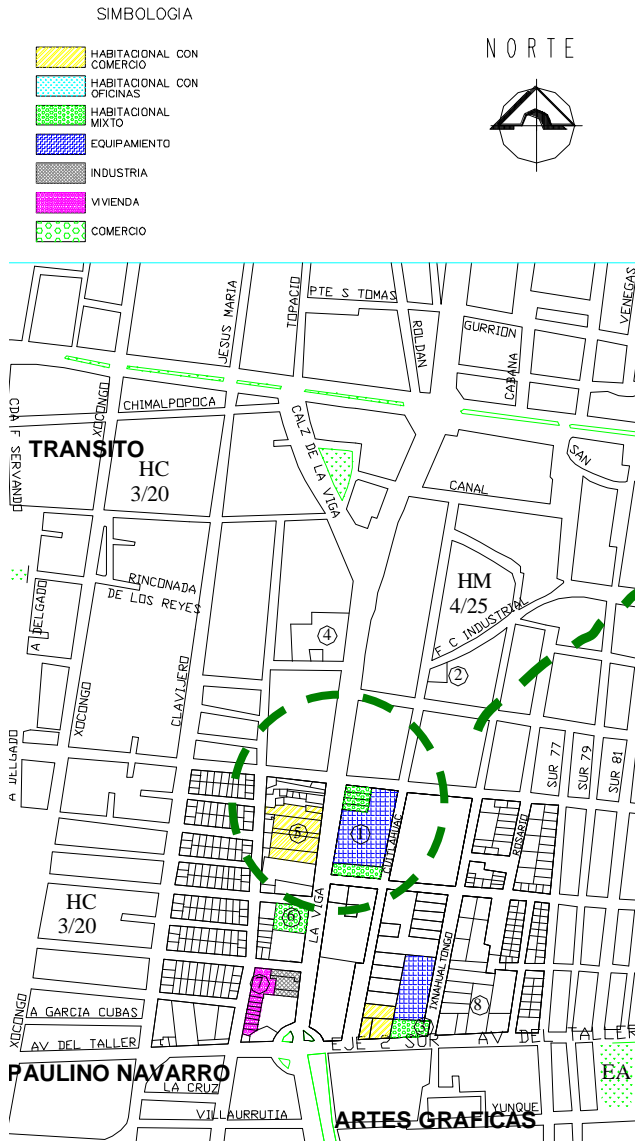 SIMBOLOGIA
HABITACIONAL CON
COMERCIO
HABITACIONAL CON
OFICINAS
HABITACIONAL
MIXTO
EQUIPAMIENTO
INDUSTRIA
VIVIENDA
COMERCIO
NORTE
JESUS MARIA
TOPACIO
PTE S TOMAS
ROLDAN
GURRION
CABANA
VENEGAS
CDA F SERVANDO
XOCONGO
CHIMALPOPOCA
CALZ DE LA VIGA
SAN
TRANSITO
HC
3/20
CANAL
RINCONADA
DE LOS REYES
A DELGADO
HM
4/25
F C INDUSTRIAL
4
2
XOCONGO
CLAVIJERO
A DELGADO
SUR 77
SUR 79
SUR 81
5
1
CUITLAHUAC
ROSARIO
HC
3/20
6
LA VIGA
7
IXNAHUALTONGO
8
3
XOCONGO
A GARCIA CUBAS
AV DEL TALLER
EJE 2 SUR
AV DEL TALLER
PAULINO NAVARRO
LA CRUZ
VILLAURRUTIA
ARTES GRAFICAS
YUNQUE
EA